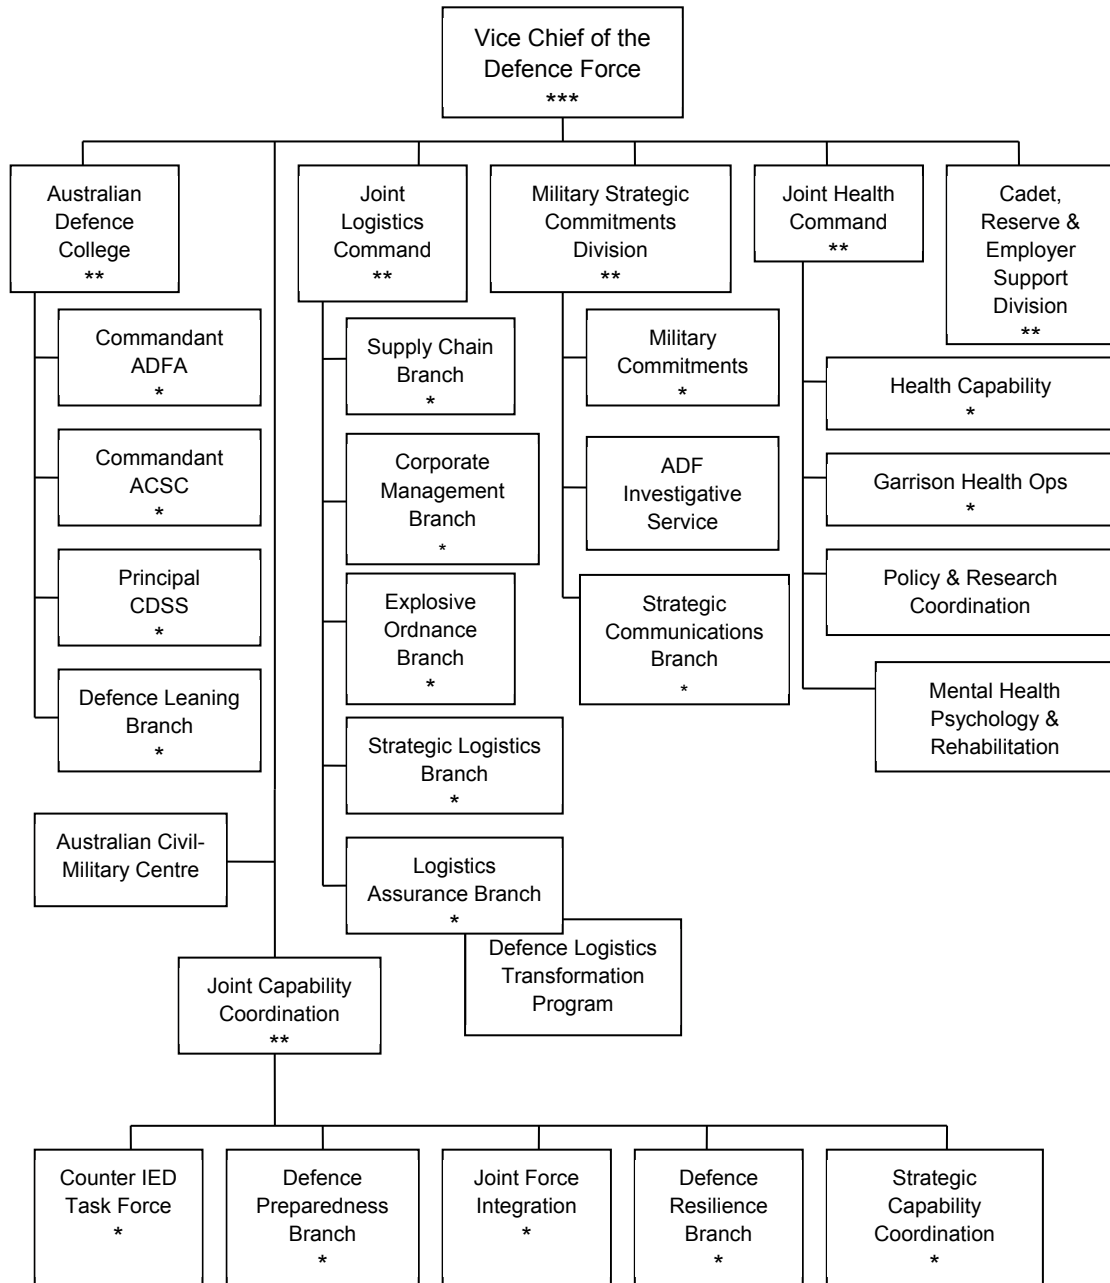 Vice Chief of the
Defence Force
***
Australian
Defence
College
**
Joint
Logistics
Command
**
Military Strategic
Commitments
Division
**
Joint Health
Command
**
Cadet,
Reserve &
Employer
Support
Division
**
Commandant
ADFA
*
Commandant
ACSC
*
Principal
CDSS
*
Defence Leaning
Branch
*
Supply Chain
Branch
*
Corporate
Management
Branch
*
Explosive
Ordnance
Branch
*
Strategic Logistics
Branch
*
Logistics
Assurance Branch
*
Defence Logistics
Transformation
Program
Military
Commitments
*
ADF
Investigative
Service
Strategic
Communications
Branch
*
Health Capability
*
Garrison Health Ops
*
Policy & Research
Coordination
Mental Health
Psychology &
Rehabilitation
Australian Civil-
Military Centre
Joint Capability
Coordination
**
Counter IED
Task Force
*
Defence
Preparedness
Branch
*
Joint Force
Integration
*
Defence
Resilience
Branch
*
Strategic
Capability
Coordination
*